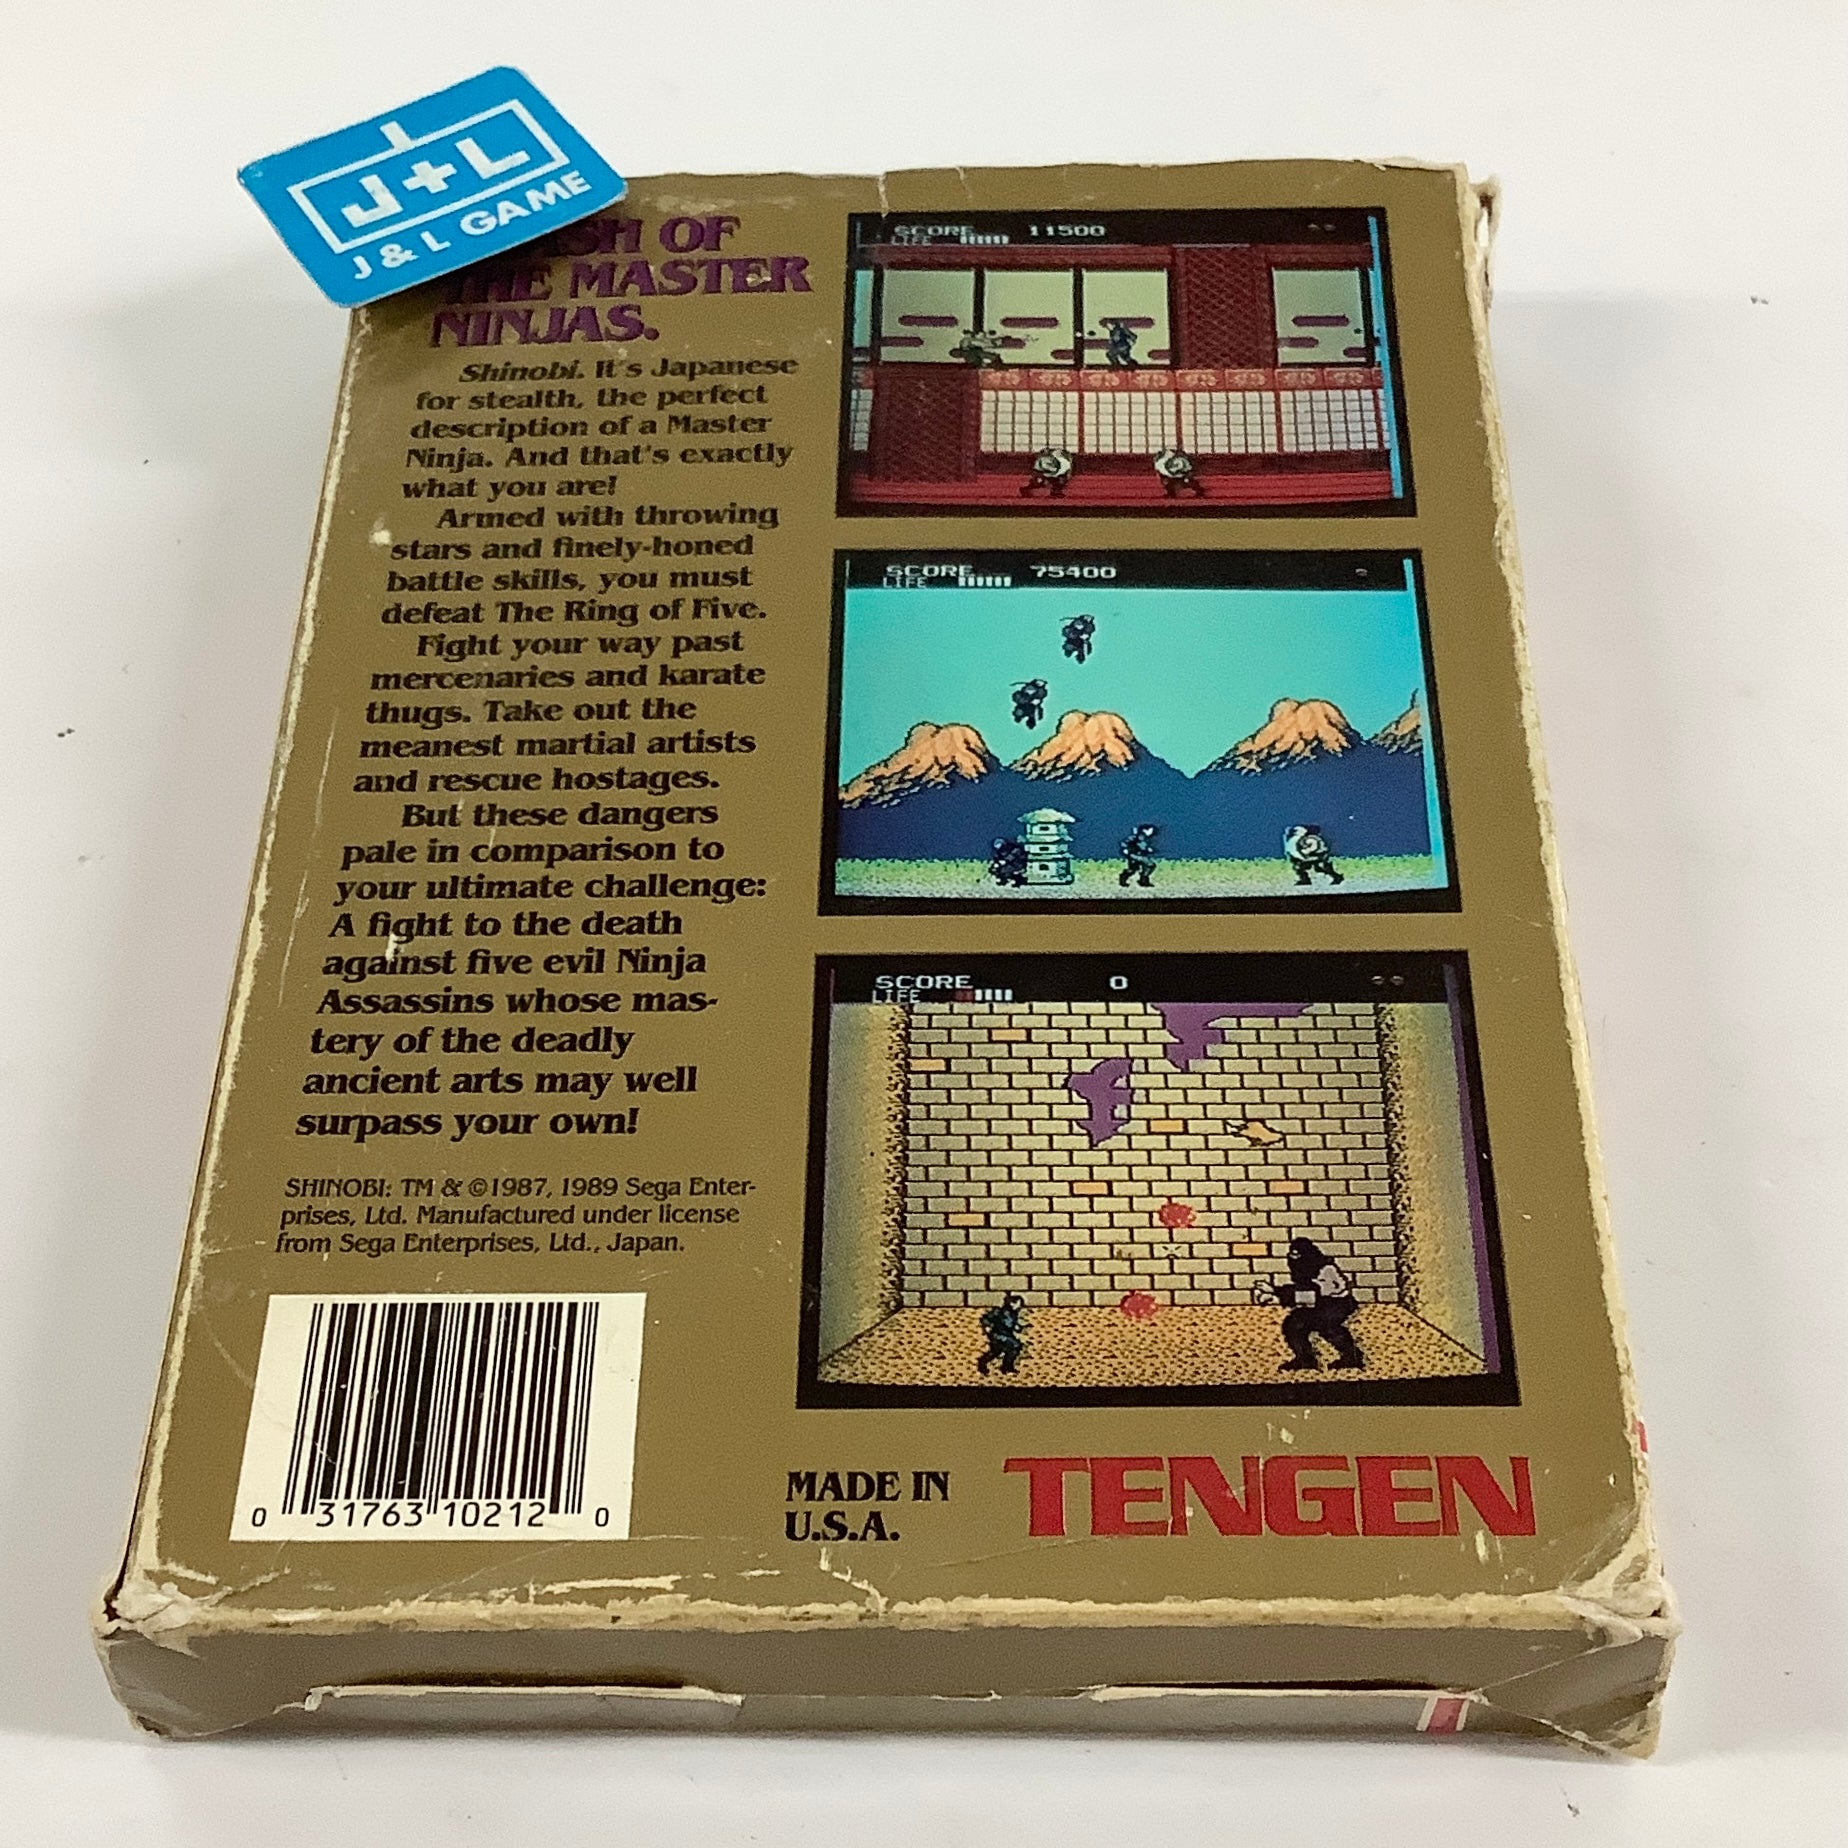 J+L
J & L GAME
OF
THE MASTER
NINJAS.
Shinobi. It's Japanese
for stealth, the perfect
description of a Master
Ninja. And that's exactly
what you are!
Armed with throwing
stars and finely-honed
battle skills, you must
defeat The Ring of Five.
Fight your way past
mercenaries and karate
thugs. Take out the
meanest martial artists
and rescue hostages.
But these dangers
pale in comparison to
your ultimate challenge:
A fight to the death
against five evil Ninja
Assassins whose mas-
tery of the deadly
ancient arts may well
surpass your own!
SHINOBI: TM & ©1987, 1989 Sega Enter-
prises, Ltd. Manufactured under license
from Sega Enterprises, Ltd., Japan.
0 31763 10212 0
SCORE 11500
LIFE
SCORE 75400
LIFE
SCORE 0
LIFE
MADE IN
U.S.A.
TENGEN